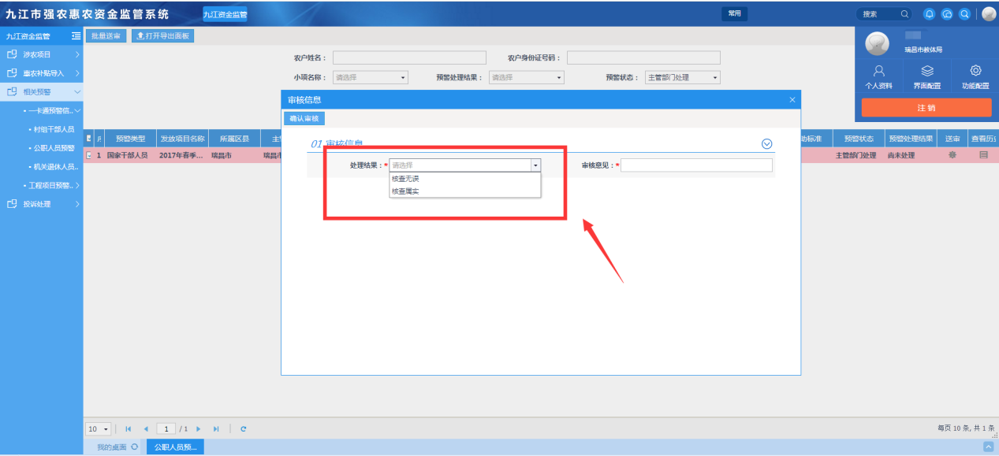 九江市强农惠农资金监管系统
九江资金监管
常用
搜索
九江资金监管
批量送审
打开导出面板
瑞昌市教体局
个人资料
界面配置
功能配置
注 销
涉农项目
惠农补贴导入
相关预警
一卡通预警信..
村组干部人员
公职人员预警
机关退休人员..
工程项目预警..
投诉处理
农户姓名：
农户身份证号码：
小项名称： 请选择
预警处理结果： 请选择
预警状态： 主管部门处理
预警类型 发放项目名称 所属区县 助标准 预警状态 预警处理结果 送审
1 国家干部人员 2017年春季... 瑞昌市 瑞昌市 主管部门处理 尚未处理
审核信息
确认审核
01 审核信息
处理结果：* 请选择
审核意见：*
核查无误
核查属实
10 1 /1
每页 10 条, 共 1 条
我的桌面
公职人员预...